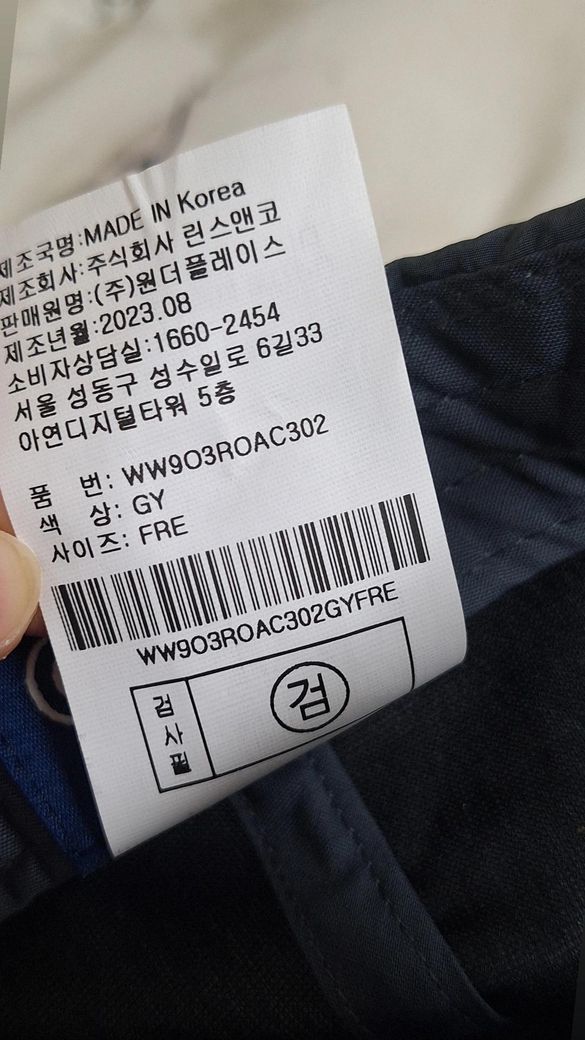 제조국명:MADE IN Korea
제조회사:주식회사 린스앤코
판매원명:(주)원더플레이스
제조년월:2023.08
소비자상담실:1660-2454
서울 성동구 성수일로 6길33
아연디지털타워 5층
품 번: WW9O3ROAC302
색 상: GY
사이즈: FRE
WW9O3ROAC302GYFRE
검사필 검